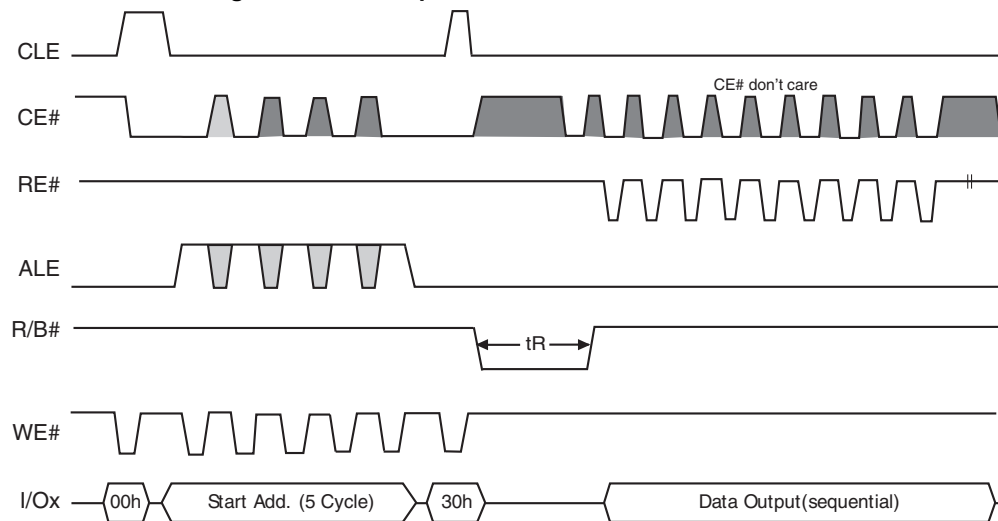 CLE
CE#
CE# don't care
RE#
ALE
R/B#
tR
WE#
I/Ox
00h
Start Add. (5 Cycle)
30h
Data Output(sequential)